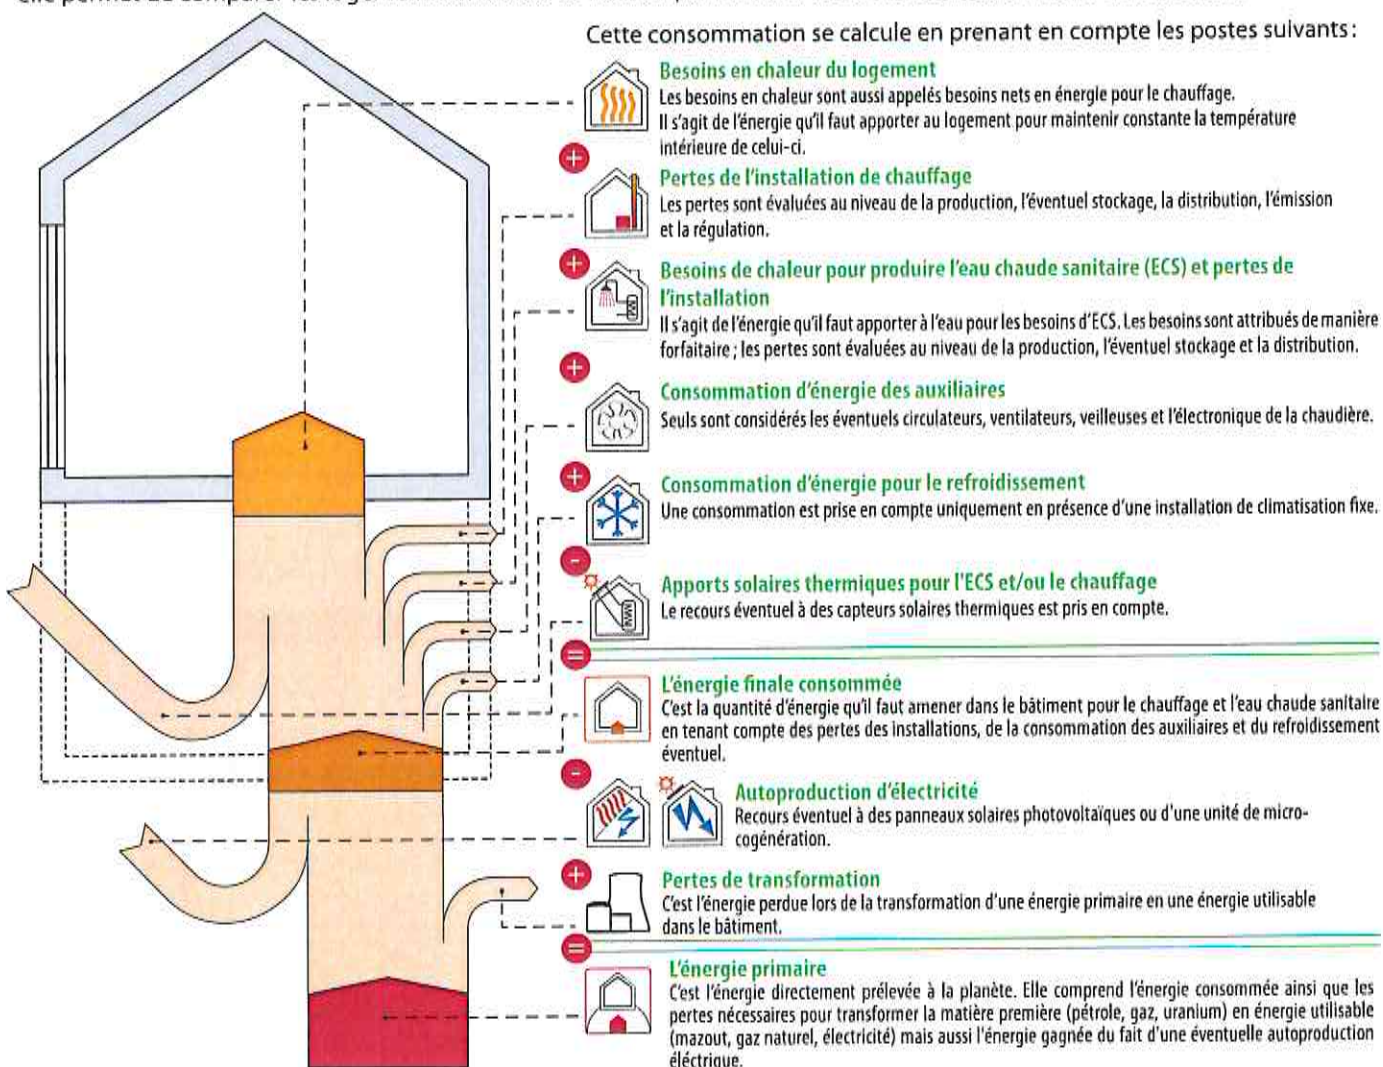 Cette consommation se calcule en prenant en compte les postes suivants :
Besoins en chaleur du logement
Les besoins en chaleur sont aussi appelés besoins nets en énergie pour le chauffage.
Il s'agit de l'énergie qu'il faut apporter au logement pour maintenir constante la température
intérieure de celui-ci.
+
Pertes de l'installation de chauffage
Les pertes sont évaluées au niveau de la production, l'éventuel stockage, la distribution, l'émission
et la régulation.
+
Besoins de chaleur pour produire l'eau chaude sanitaire (ECS) et pertes de
l'installation
Il s'agit de l'énergie qu'il faut apporter à l'eau pour les besoins d'ECS. Les besoins sont attribués de manière
forfaitaire ; les pertes sont évaluées au niveau de la production, l'éventuel stockage et la distribution.
+
Consommation d'énergie des auxiliaires
Seuls sont considérés les éventuels circulateurs, ventilateurs, veilleuses et l'électronique de la chaudière.
+
Consommation d'énergie pour le refroidissement
Une consommation est prise en compte uniquement en présence d'une installation de climatisation fixe.
-
Apports solaires thermiques pour l'ECS et/ou le chauffage
Le recours éventuel à des capteurs solaires thermiques est pris en compte.
=
L'énergie finale consommée
C'est la quantité d'énergie qu'il faut amener dans le bâtiment pour le chauffage et l'eau chaude sanitaire
en tenant compte des pertes des installations, de la consommation des auxiliaires et du refroidissement
éventuel.
-
Autoproduction d'électricité
Recours éventuel à des panneaux solaires photovoltaïques ou d'une unité de micro-
cogénération.
+
Pertes de transformation
C'est l'énergie perdue lors de la transformation d'une énergie primaire en une énergie utilisable
dans le bâtiment.
=
L'énergie primaire
C'est l'énergie directement prélevée à la planète. Elle comprend l'énergie consommée ainsi que les
pertes nécessaires pour transformer la matière première (pétrole, gaz, uranium) en énergie utilisable
(mazout, gaz naturel, électricité) mais aussi l'énergie gagnée du fait d'une éventuelle autoproduction
éléctrique.